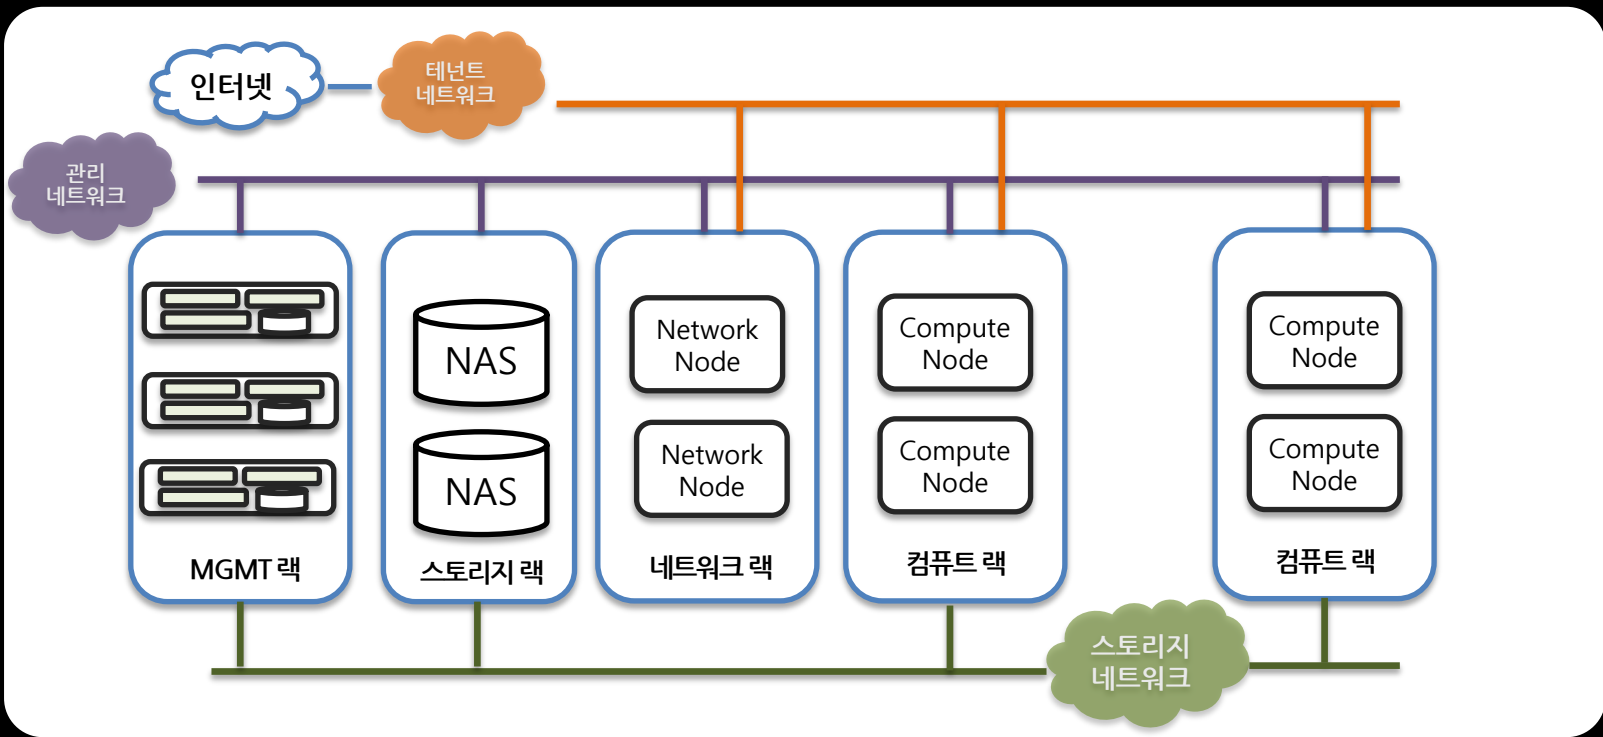 인터넷
테넌트
네트워크
관리
네트워크
NAS
NAS
Network
Node
Network
Node
Compute
Node
Compute
Node
Compute
Node
Compute
Node
MGMT 랙
스토리지 랙
네트워크 랙
컴퓨트 랙
컴퓨트 랙
스토리지
네트워크